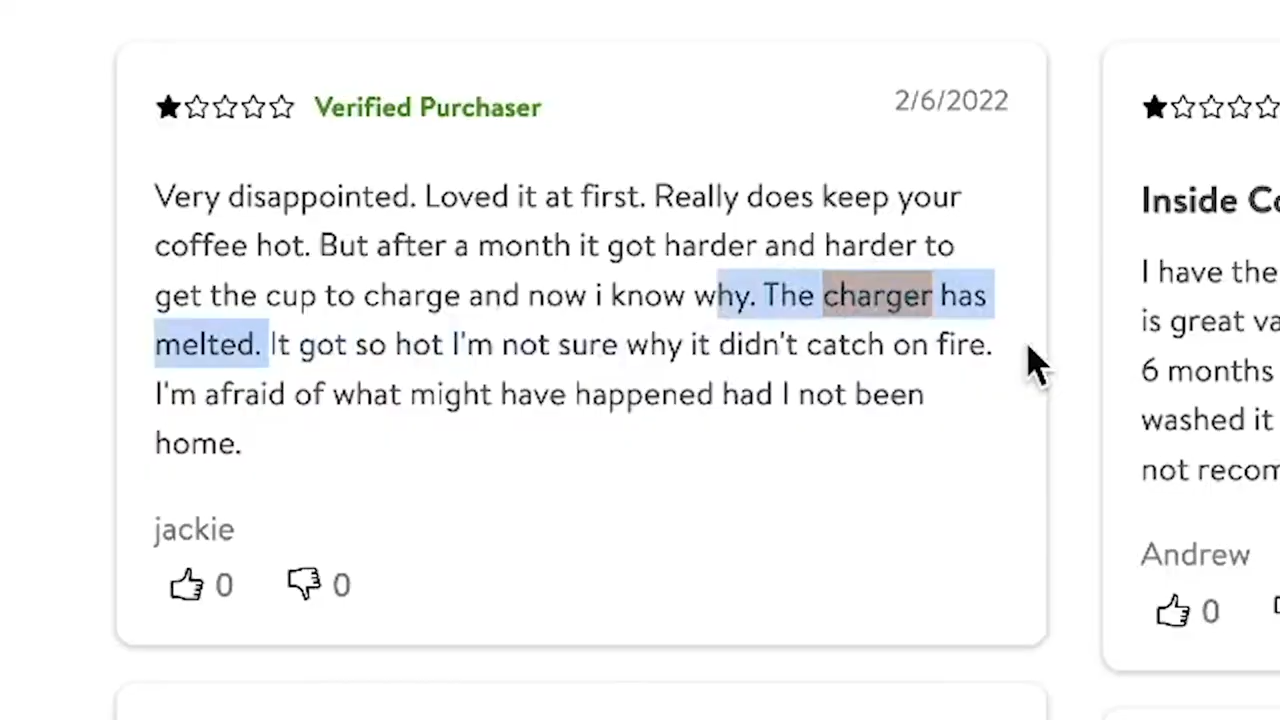 Verified Purchaser
2/6/2022
Very disappointed. Loved it at first. Really does keep your
coffee hot. But after a month it got harder and harder to
get the cup to charge and now i know why. The charger has
melted. It got so hot I'm not sure why it didn't catch on fire.
I'm afraid of what might have happened had I not been
home.
jackie
0
0
Inside
I have the
is great
6 months
washed it
not
Andrew
0